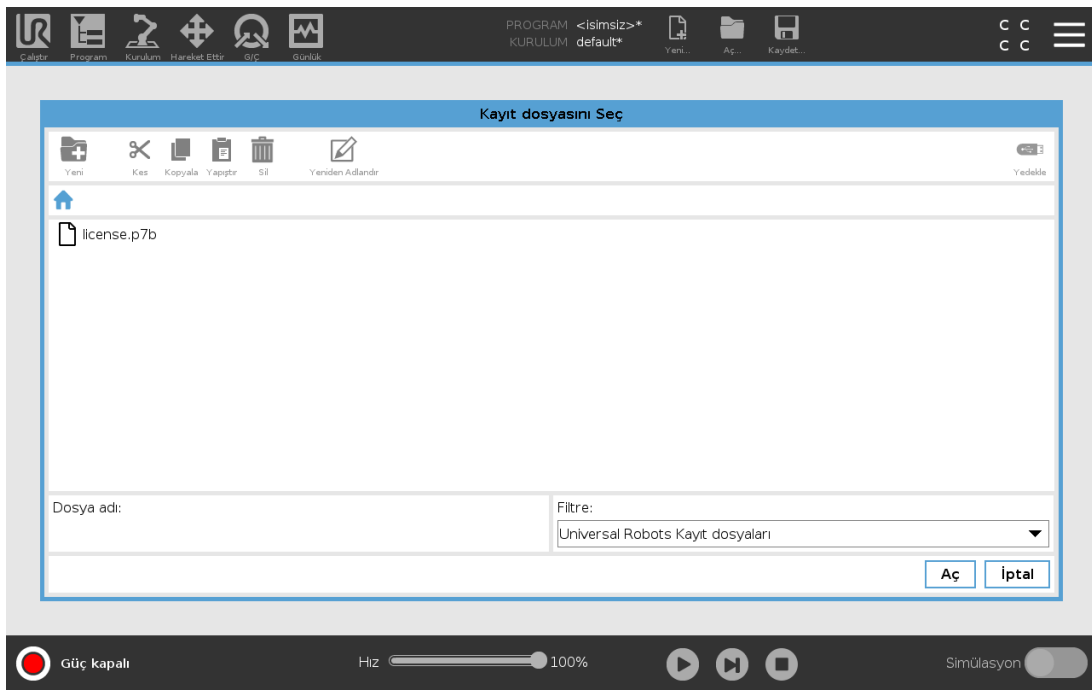 PROGRAM <isimsiz>*
KURULUM default*
Çalıştır Program Kurulum Hareket Ettir G/Ç Günlük
Yeni... Aç... Kaydet...
C C
C C
Kayıt dosyasını Seç
Yeni Kes Kopyala Yapıştır Sil Yeniden Adlandır Yedekle
license.p7b
Dosya adı:
Filtre:
Universal Robots Kayıt dosyaları
Aç İptal
Güç kapalı Hız 100% Simülasyon